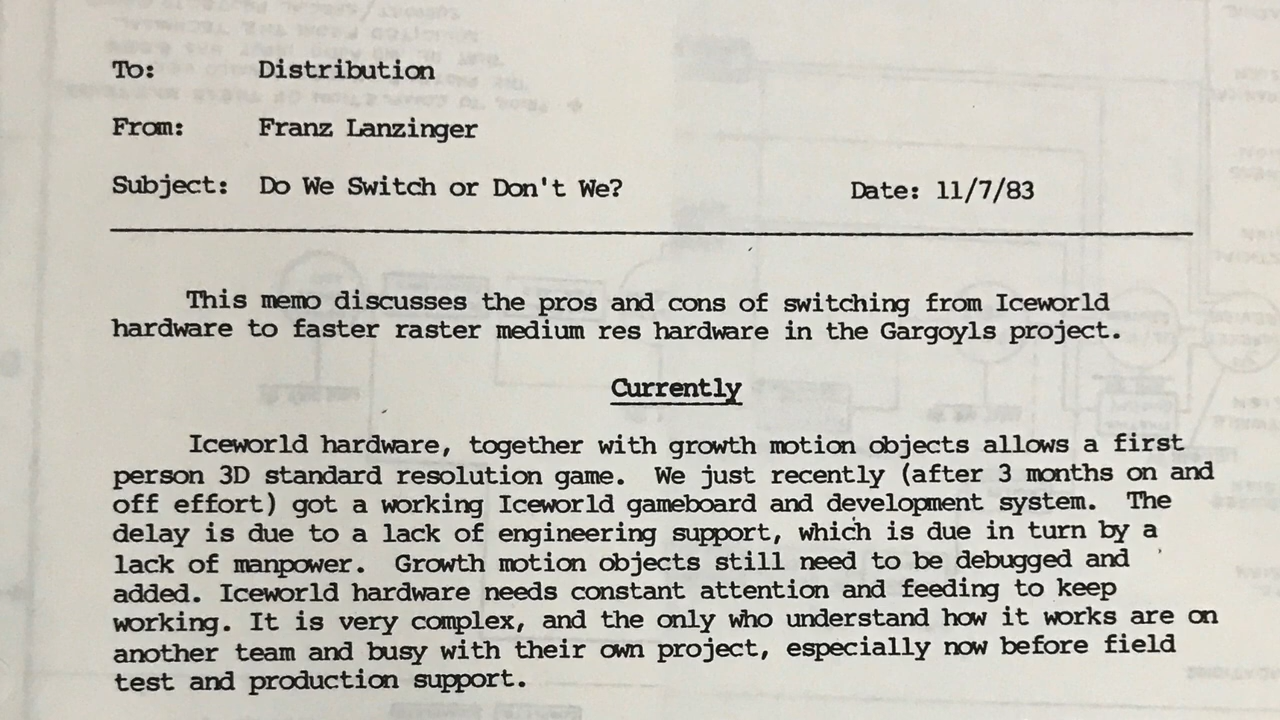 To: Distribution
From: Franz Lanzinger
Subject: Do We Switch or Don't We? Date: 11/7/83
This memo discusses the pros and cons of switching from Iceworld
hardware to faster raster medium res hardware in the Gargoyls project.
Currently
Iceworld hardware, together with growth motion objects allows a first
person 3D standard resolution game. We just recently (after 3 months on and
off effort) got a working Iceworld gameboard and development system. The
delay is due to a lack of engineering support, which is due in turn by a
lack of manpower. Growth motion objects still need to be debugged and
added. Iceworld hardware needs constant attention and feeding to keep
working. It is very complex, and the only who understand how it works are on
another team and busy with their own project, especially now before field
test and production support.